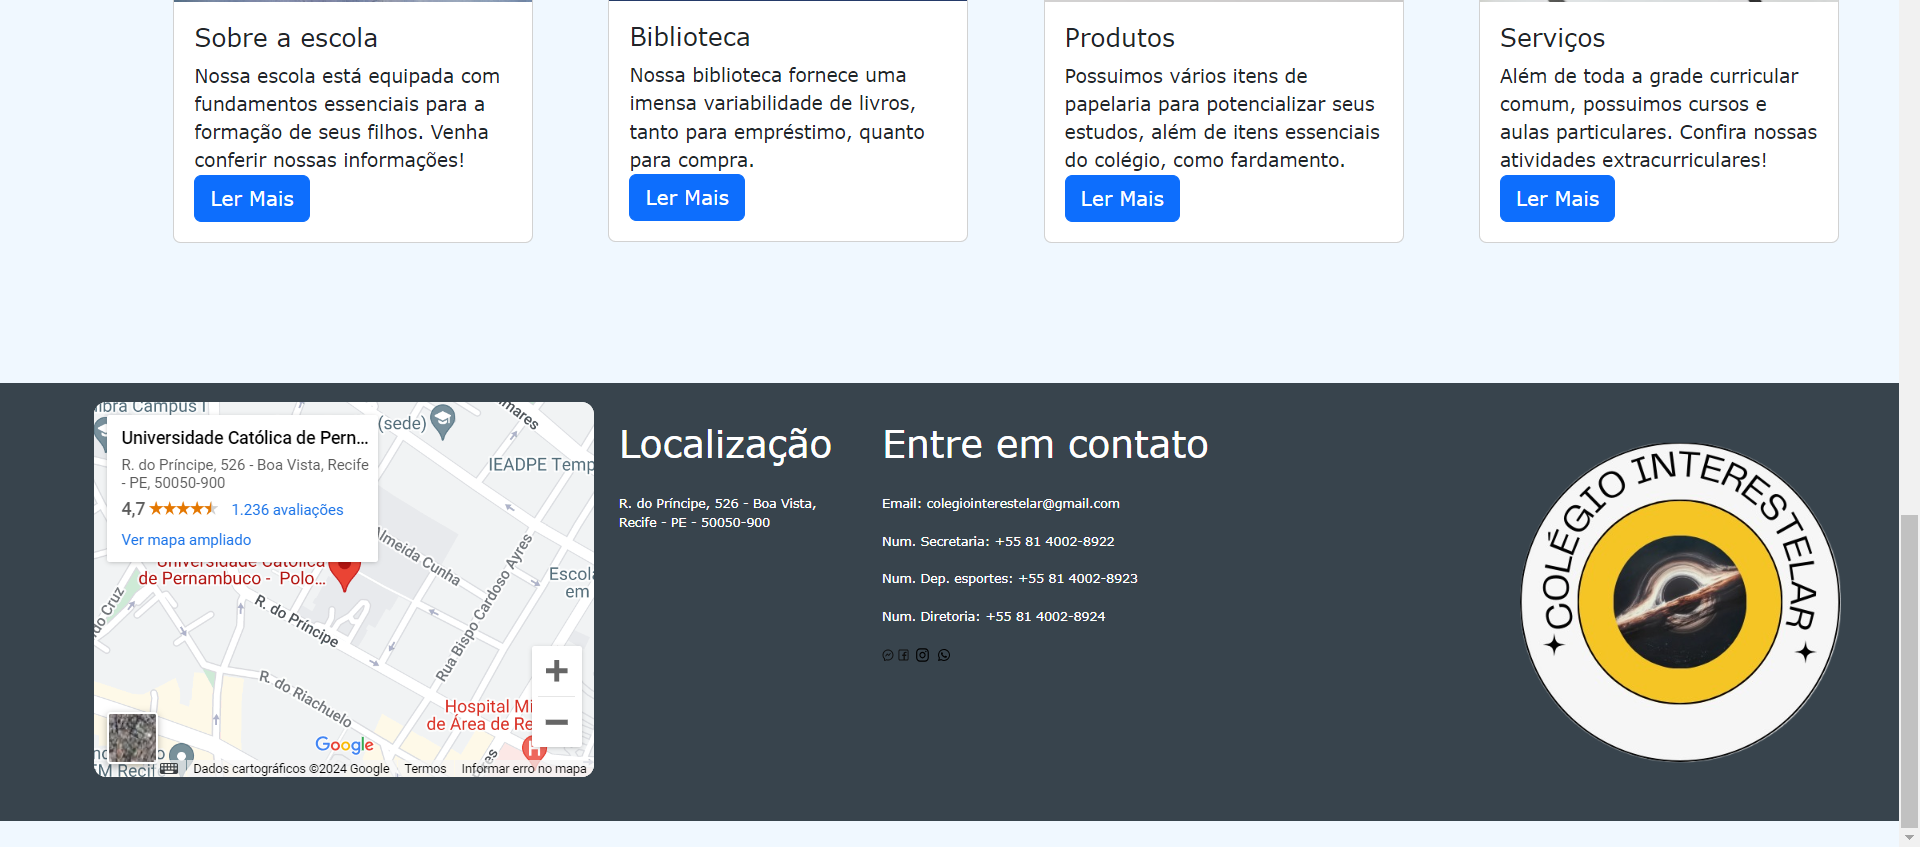 Sobre a escola
Nossa escola está equipada com
fundamentos essenciais para a
formação de seus filhos. Venha
conferir nossas informações!
Ler Mais
Biblioteca
Nossa biblioteca fornece uma
imensa variabilidade de livros,
tanto para empréstimo, quanto
para compra.
Ler Mais
Produtos
Possuimos vários itens de
papelaria para potencializar seus
estudos, além de itens essenciais
do colégio, como fardamento.
Ler Mais
Serviços
Além de toda a grade curricular
comum, possuimos cursos e
aulas particulares. Confira nossas
atividades extracurriculares!
Ler Mais
Campus
(sede)
IEADPE Temp
Universidade Católica de Pern...
R. do Príncipe, 526 - Boa Vista, Recife
- PE, 50050-900
4,7
1.236 avaliações
Ver mapa ampliado
Universidade Católica
de Pernambuco - Polo...
Almeida Cunha
Rua Bispo Cardoso Ayres
Escola
em
R. do Príncipe
R. do Riachuelo
Hospital Mi
de Área de Re
H
Google
Dados cartográficos ©2024 Google
Termos
Informar erro no mapa
Localização
R. do Príncipe, 526 - Boa Vista,
Recife - PE - 50050-900
Entre em contato
Email: colegiointerestelar@gmail.com
Num. Secretaria: +55 81 4002-8922
Num. Dep. esportes: +55 81 4002-8923
Num. Diretoria: +55 81 4002-8924
COLÉGIO INTERESTELAR